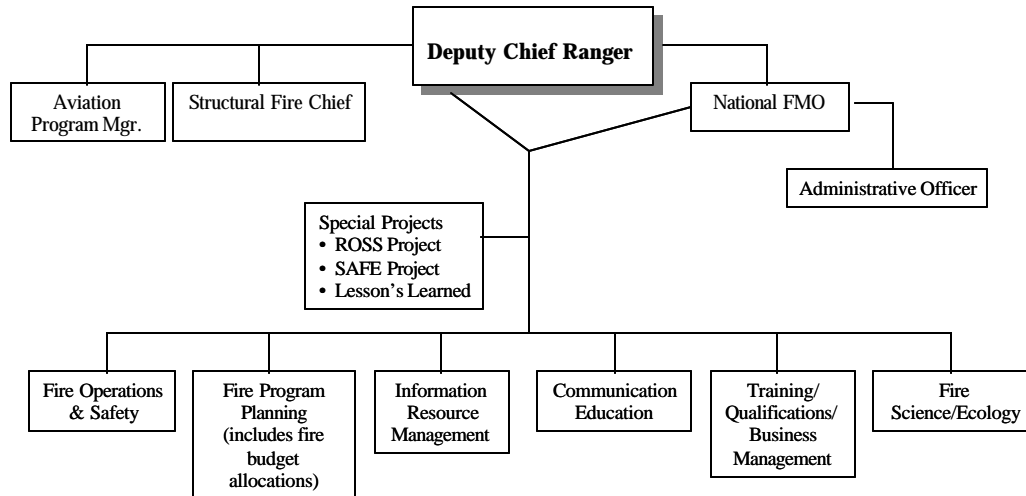 Deputy Chief Ranger
Aviation
Program Mgr.
Structural Fire Chief
National FMO
Administrative Officer
Special Projects
• ROSS Project
• SAFE Project
• Lesson’s Learned
Fire Operations
& Safety
Fire Program
Planning
(includes fire
budget
allocations)
Information
Resource
Management
Communication
Education
Training/
Qualifications/
Business
Management
Fire
Science/Ecology